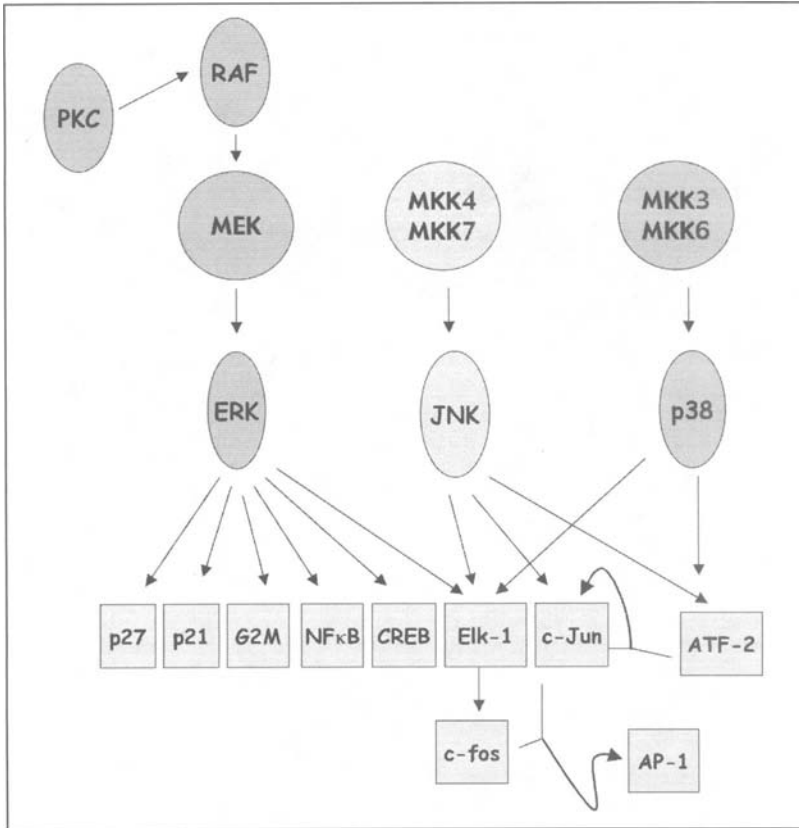 RAF
PKC
MEK
MKK4
MKK7
MKK3
MKK6
ERK
JNK
p38
p27
p21
G2M
NFκB
CREB
Elk-1
c-Jun
ATF-2
c-fos
AP-1